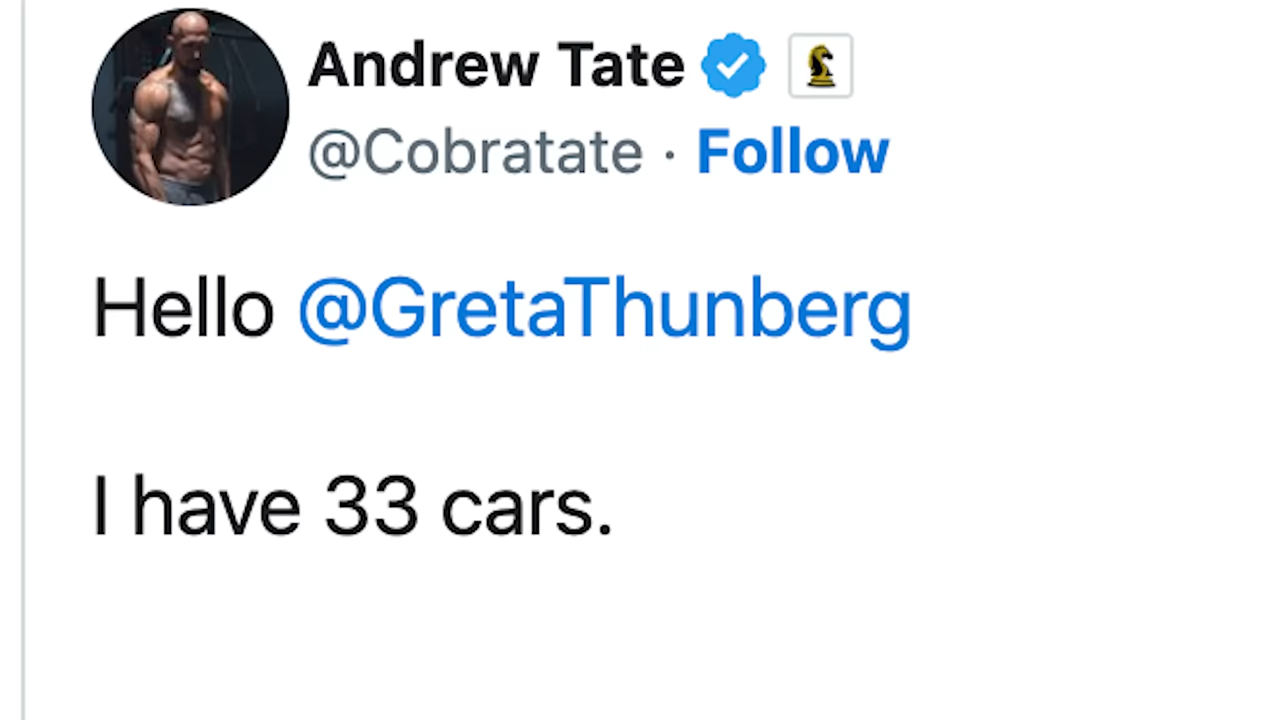 Andrew Tate
@Cobratate · Follow
Hello @GretaThunberg
I have 33 cars.